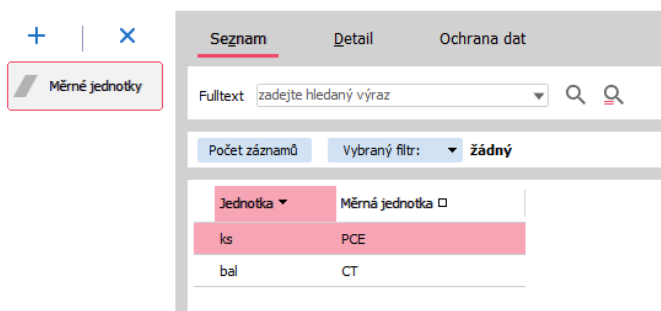 Seznam Detail Ochrana dat
Měrné jednotky
Fulltext zadejte hledaný výraz
Počet záznamů Vybraný filtr: žádný
Jednotka Měrná jednotka
ks PCE
bal CT